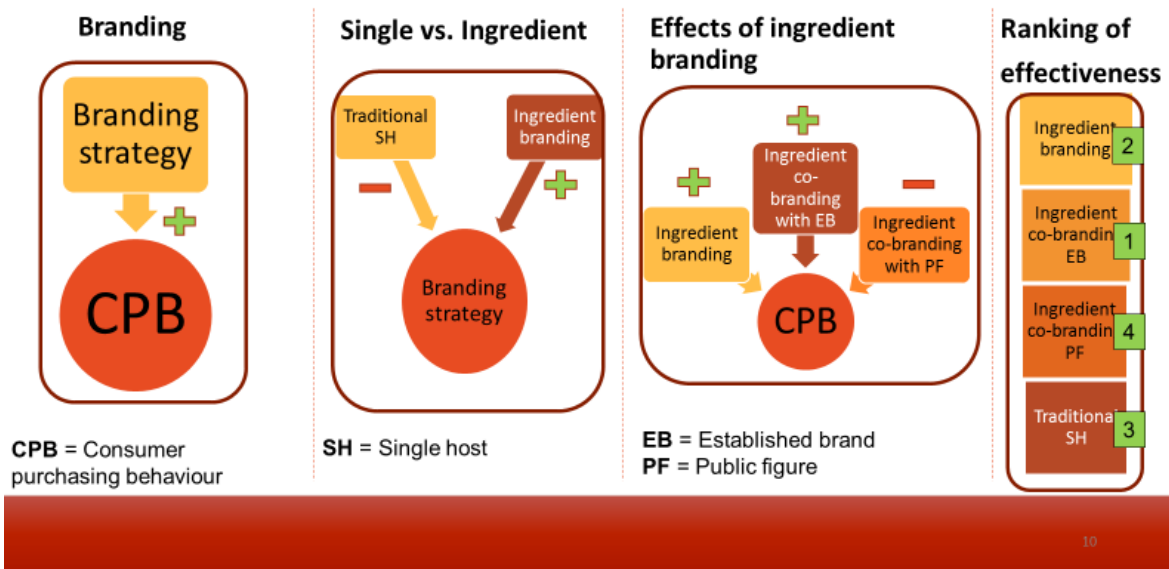 Branding
Branding
strategy
CPB
CPB = Consumer
purchasing behaviour
Single vs. Ingredient
Traditional
SH
Ingredient
branding
Branding
strategy
SH = Single host
Effects of ingredient
branding
Ingredient
co-
branding
with EB
Ingredient
branding
Ingredient
co-branding
with PF
CPB
EB = Established brand
PF = Public figure
Ranking of
effectiveness
Ingredient
branding
2
Ingredient
co-brandin
EB
1
Ingredient
co-brandin
PF
4
Traditional
SH
3
10